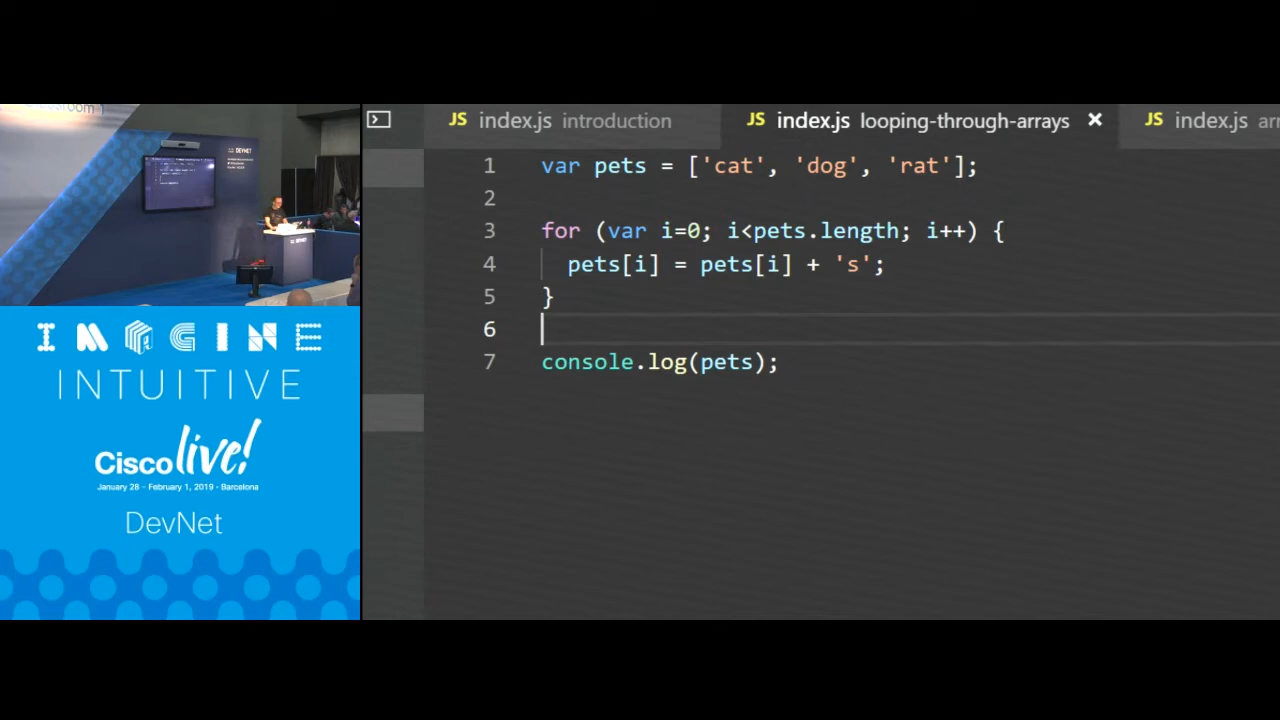 JS index.js introduction
JS index.js looping-through-arrays ×
JS index.js arr
1 var pets = ['cat', 'dog', 'rat'];
2
3 for (var i=0; i<pets.length; i++) {
4 pets[i] = pets[i] + 's';
5 }
6
7 console.log(pets);
DEVNET
IMAGINE
INTUITIVE
Cisco live!
January 28 - February 1, 2019 · Barcelona
DevNet